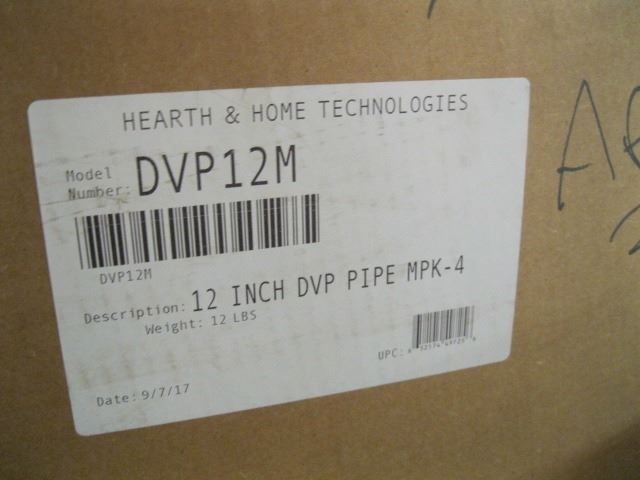 HEARTH & HOME TECHNOLOGIES
Model Number: DVP12M
DVP12M
Description: 12 INCH DVP PIPE MPK-4
Weight: 12 LBS
UPC:
Date: 9/7/17